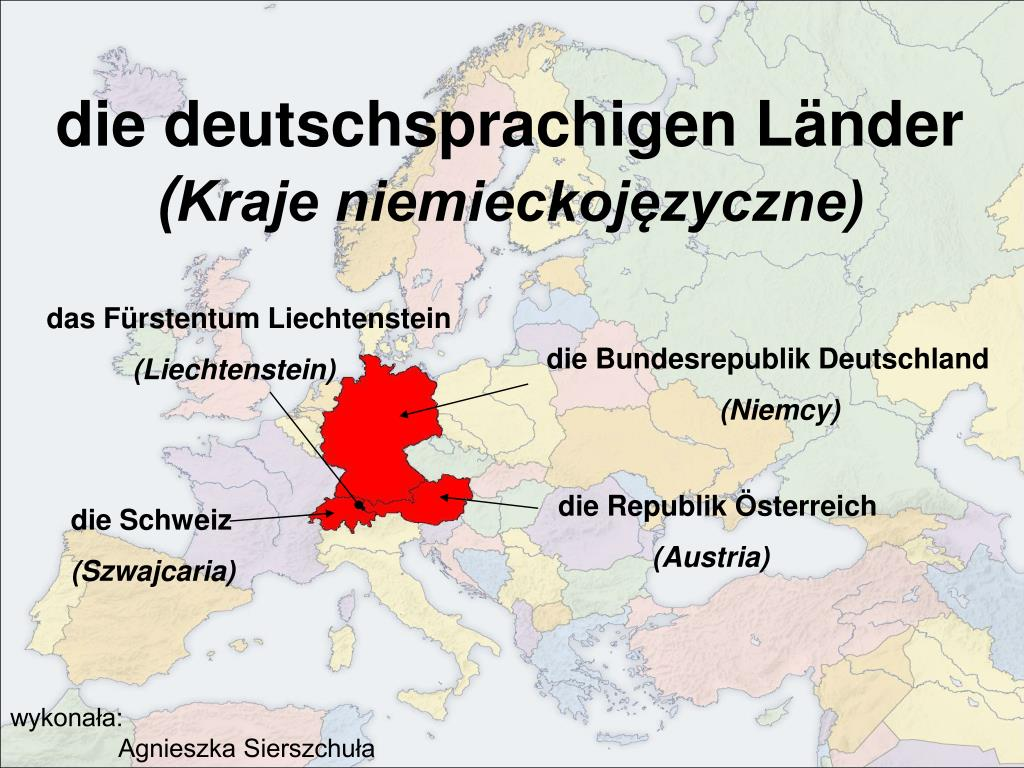 die deutschsprachigen Länder
(Kraje niemieckojęzyczne)
das Fürstentum Liechtenstein
(Liechtenstein)
die Bundesrepublik Deutschland
(Niemcy)
die Schweiz
(Szwajcaria)
die Republik Österreich
(Austria)
wykonała:
Agnieszka Sierszchuła